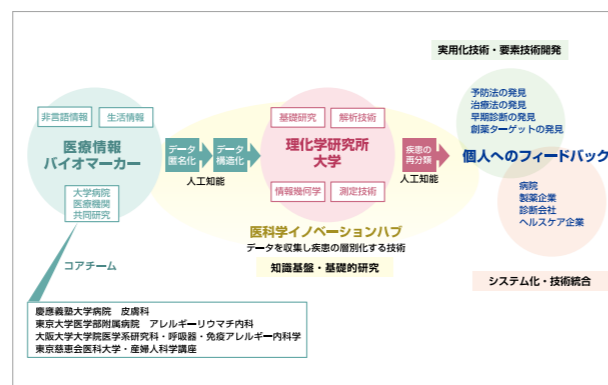 実用化技術・要素技術開発
非言語情報
生活情報
医療情報
バイオマーカー
大学病院
医療機関
共同研究
コアチーム
データ
匿名化
データ
構造化
人工知能
基礎研究
解析技術
理化学研究所
大学
情報幾何学
測定技術
疾患の
再分類
人工知能
医科学イノベーションハブ
データを収集し疾患の層別化する技術
知識基盤・基礎的研究
予防法の発見
治療法の発見
早期診断の発見
創薬ターゲットの発見
個人へのフィードバック
病院
製薬企業
診断会社
ヘルスケア企業
システム化・技術統合
慶應義塾大学病院 皮膚科
東京大学医学部附属病院 アレルギーリウマチ内科
大阪大学大学院医学系研究科・呼吸器・免疫アレルギー内科学
東京慈恵会医科大学・産婦人科学講座